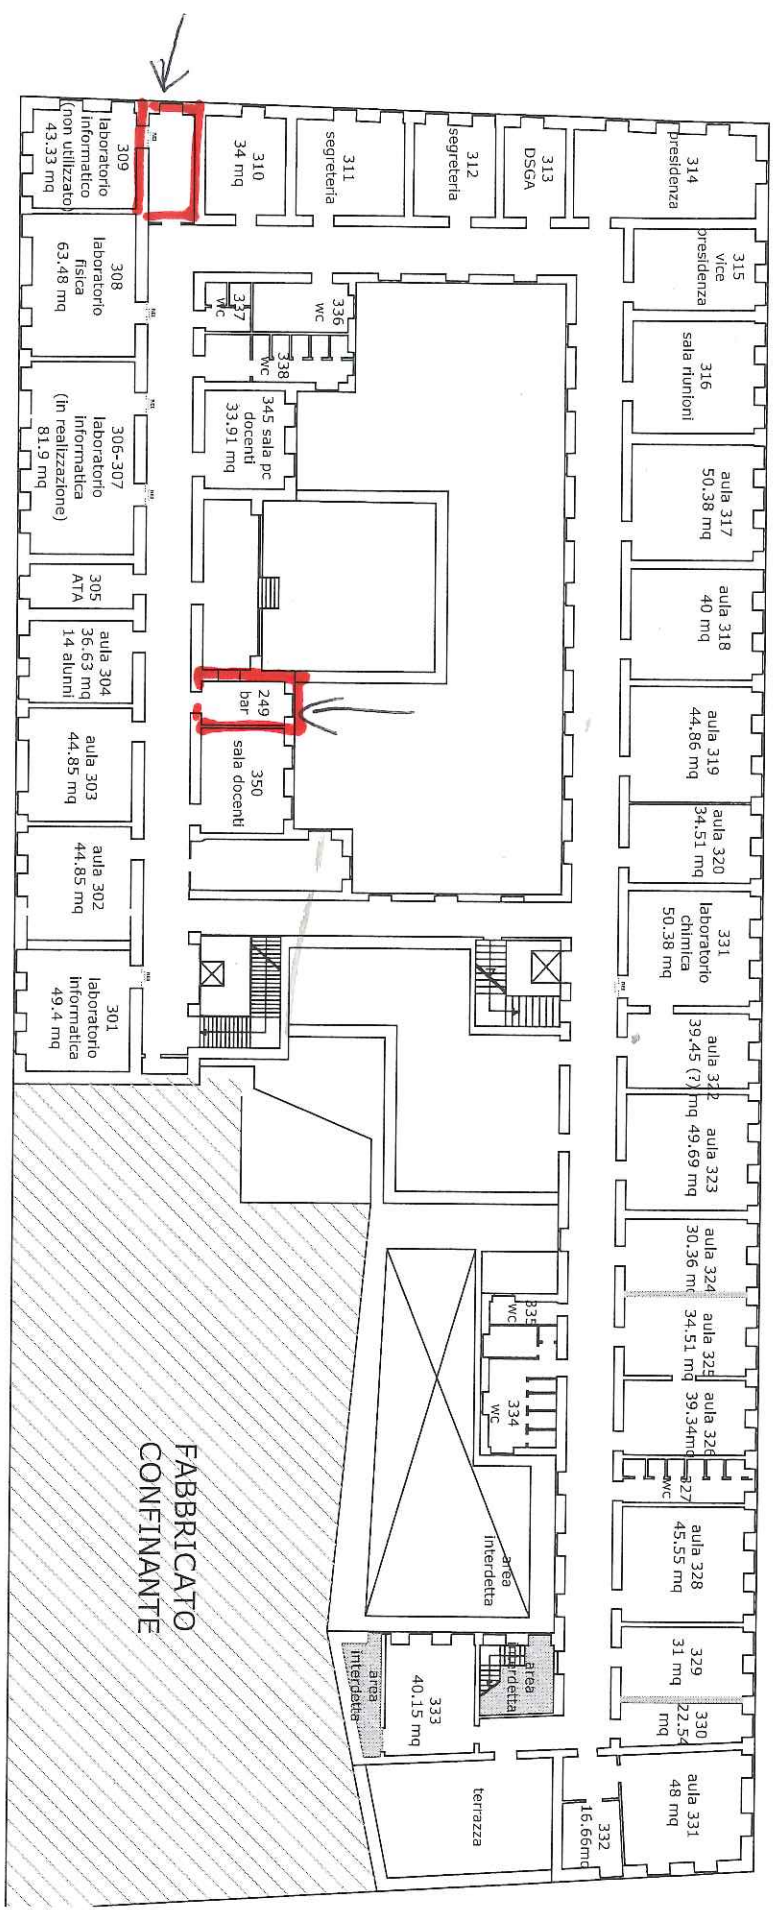 309
laboratorio
informatico
(non utilizzato)
43.33 mq
310
34 mq
311
segreteria
312
segreteria
313
DSGA
314
presidenza
315
vice
presidenza
308
laboratorio
fisica
63.48 mq
337
wc
336
wc
338
wc
316
sala riunioni
345 sala pc
docenti
33.91 mq
306-307
laboratorio
informatica
(in realizzazione)
81.9 mq
aula 317
50.38 mq
305
ATA
aula 318
40 mq
aula 304
36.63 mq
14 alunni
249
bar
aula 319
44.86 mq
aula 303
44.85 mq
350
sala docenti
aula 320
34.51 mq
aula 302
44.85 mq
331
laboratorio
chimica
50.38 mq
301
laboratorio
informatica
49.4 mq
aula 322
39.45 (?) mq
aula 323
49.69 mq
aula 324
30.36 mq
335
wc
aula 325
34.51 mq
334
wc
aula 326
39.34mq
327
wc
FABBRICATO
CONFINANTE
area
interdetta
aula 328
45.55 mq
329
31 mq
area
interdetta
333
40.15 mq
area
interdetta
330
22.54
mq
terrazza
332
16.66mq
aula 331
48 mq